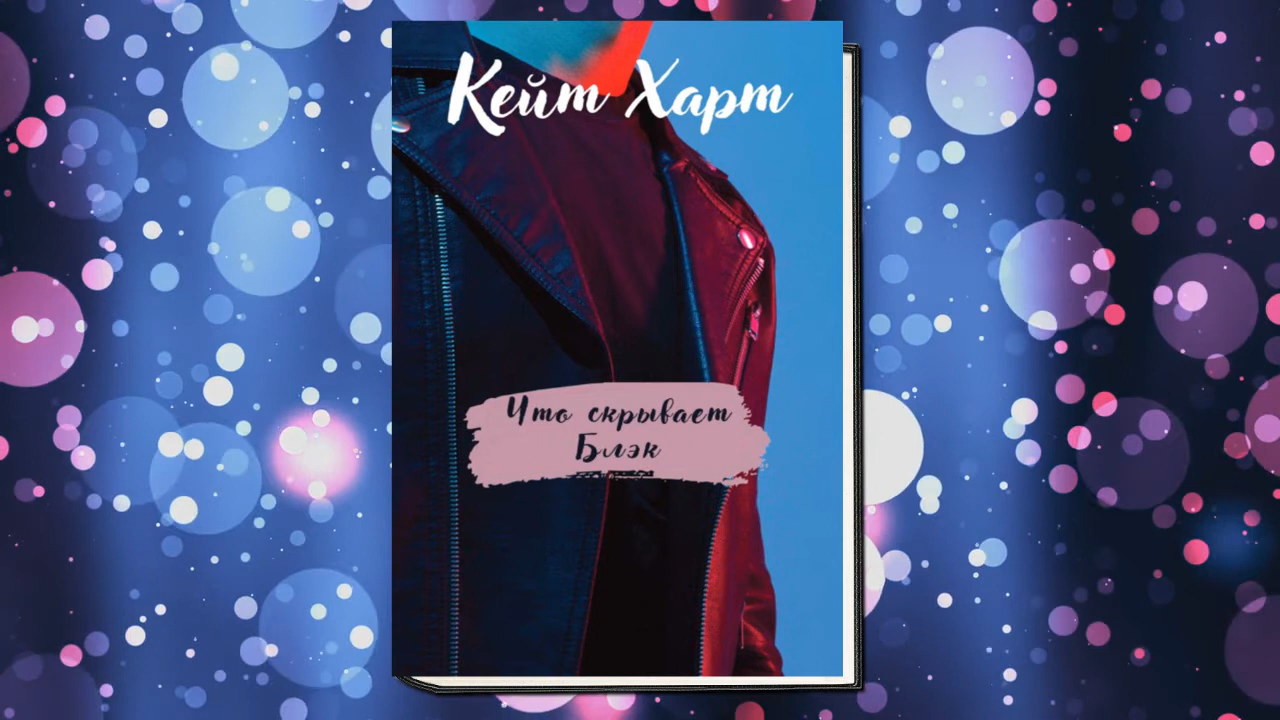 Кейт Харт
Что скрывает
Блэк